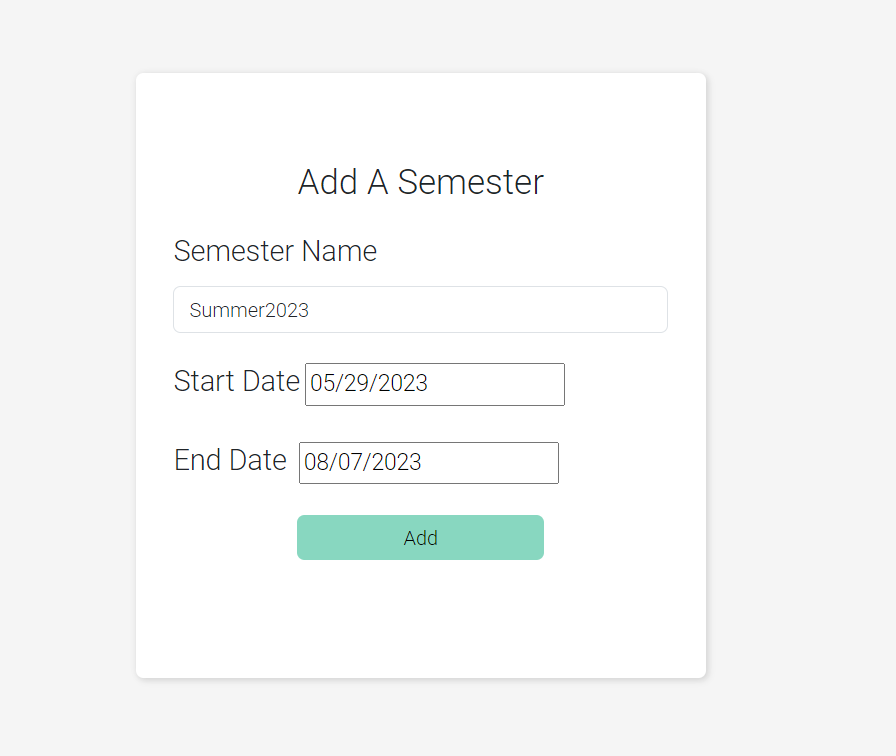 Add A Semester
Semester Name
Summer2023
Start Date 05/29/2023
End Date 08/07/2023
Add